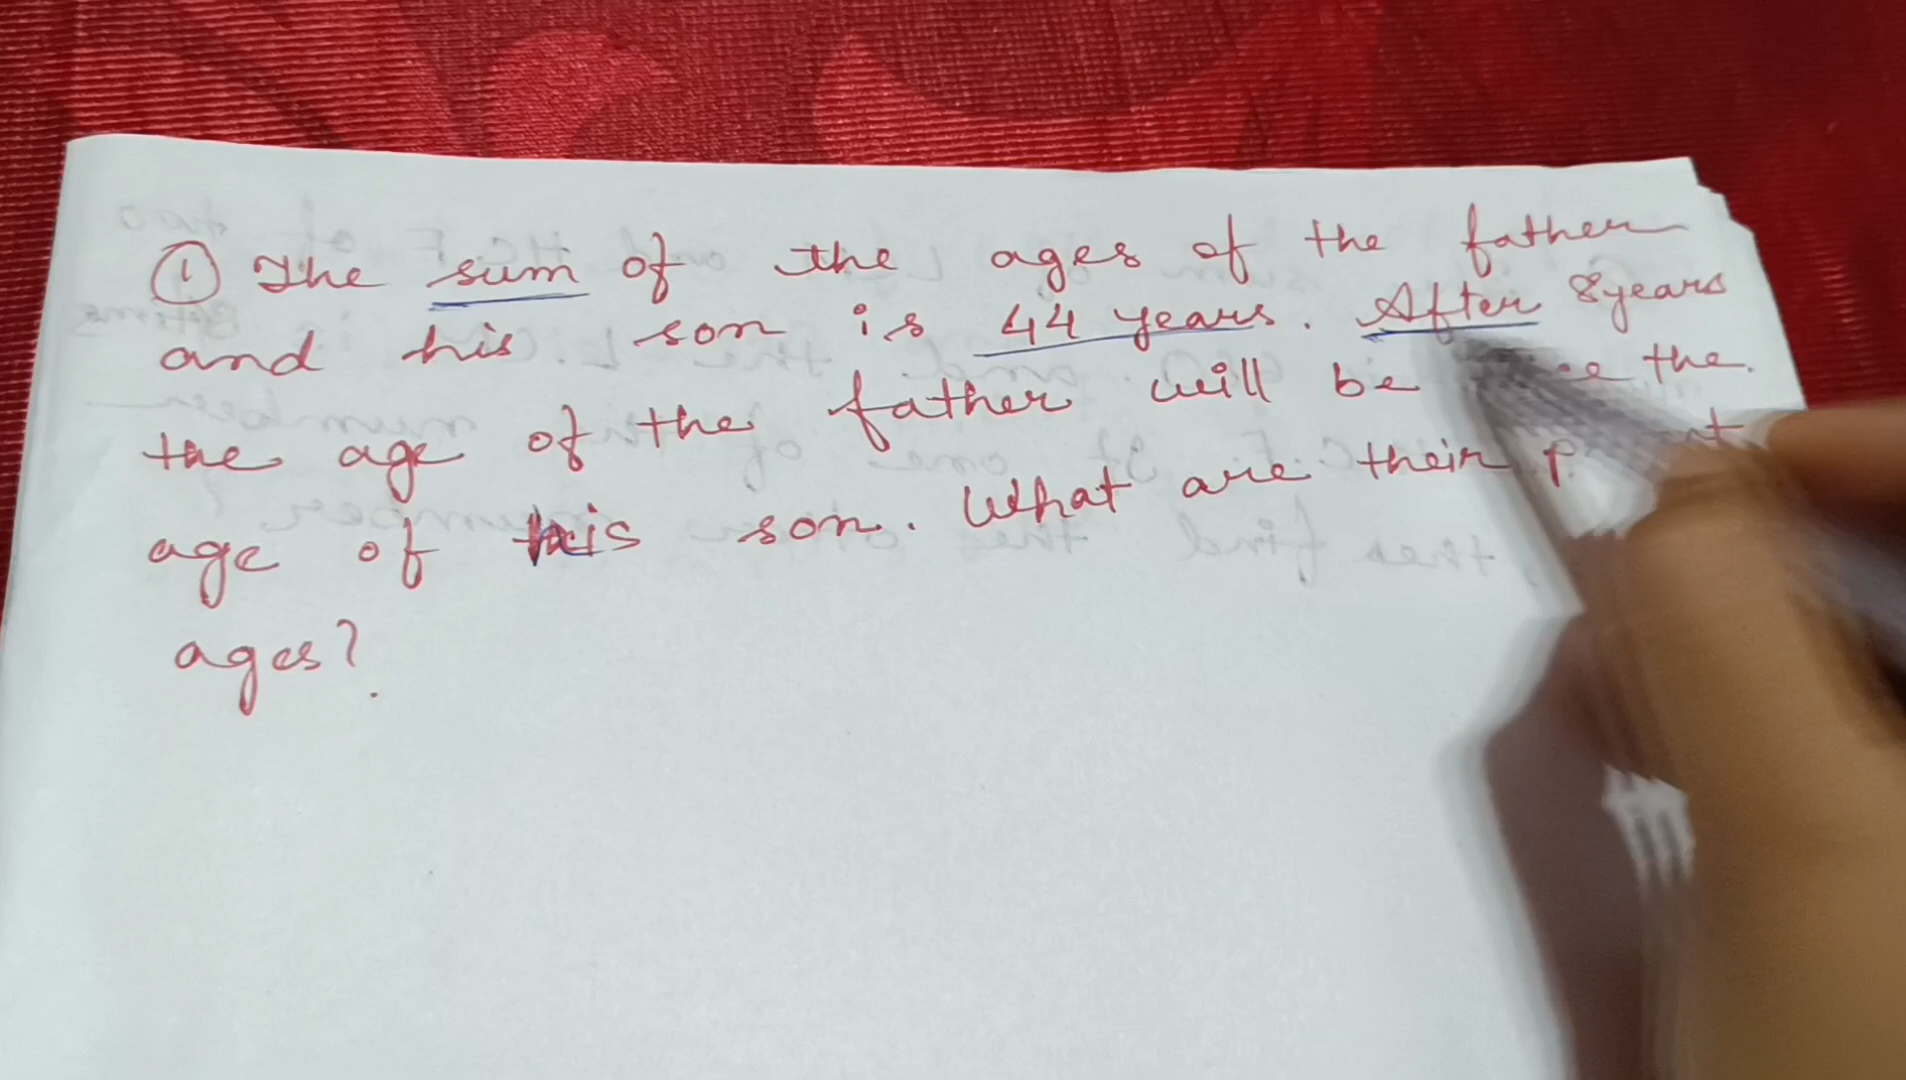 ① The sum of the ages of the father
and his son is 44 years. After 8 years
the age of the father will be the
age of his son. What are their
ages?